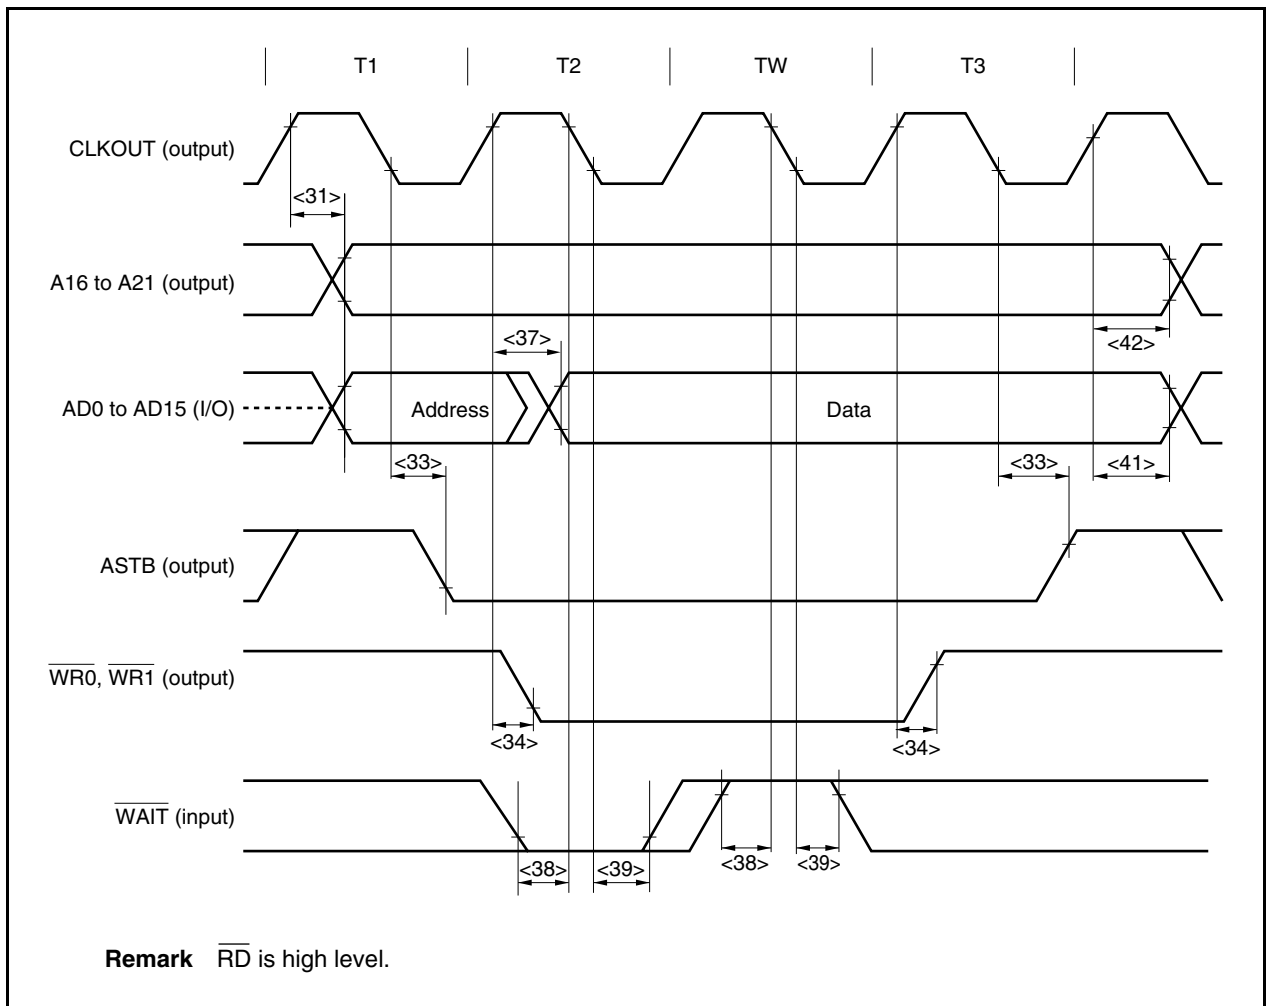 T1 T2 TW T3
CLKOUT (output)
<31>
A16 to A21 (output)
<42>
<37>
AD0 to AD15 (I/O) Address Data
<33> <33> <41>
ASTB (output)
WR0, WR1 (output)
<34> <34>
WAIT (input)
<38> <39> <38> <39>
Remark RD is high level.